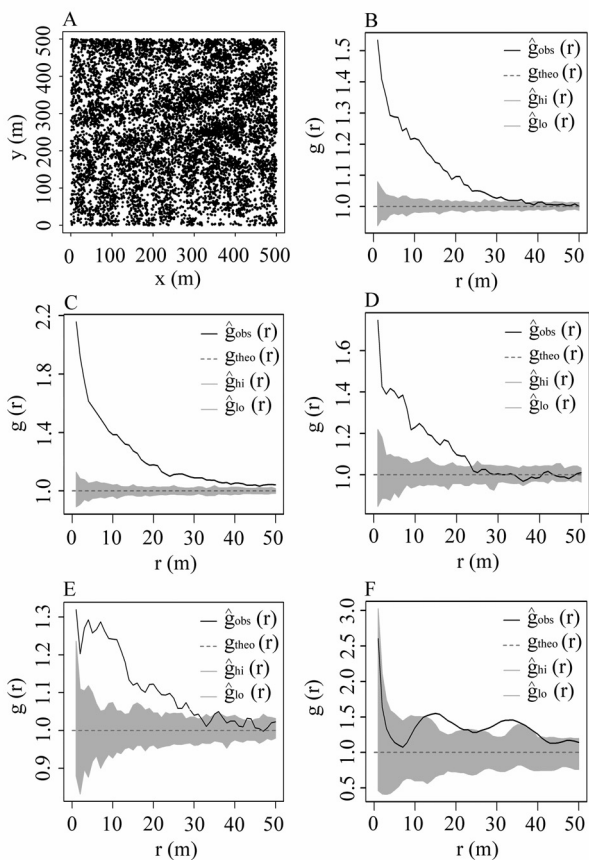 A
y (m)
0 100 200 300 400 500
0 100 200 300 400 500
x (m)
B
g (r)
1.0 1.1 1.2 1.3 1.4 1.5
ĝobs (r)
gtheo (r)
ĝhi (r)
ĝlo (r)
0 10 20 30 40 50
r (m)
C
g (r)
1.0 1.4 1.8 2.2
ĝobs (r)
gtheo (r)
ĝhi (r)
ĝlo (r)
0 10 20 30 40 50
r (m)
D
g (r)
1.0 1.2 1.4 1.6
ĝobs (r)
gtheo (r)
ĝhi (r)
ĝlo (r)
0 10 20 30 40 50
r (m)
E
g (r)
0.9 1.0 1.1 1.2 1.3
ĝobs (r)
gtheo (r)
ĝhi (r)
ĝlo (r)
0 10 20 30 40 50
r (m)
F
g (r)
0.5 1.0 1.5 2.0 2.5 3.0
ĝobs (r)
gtheo (r)
ĝhi (r)
ĝlo (r)
0 10 20 30 40 50
r (m)